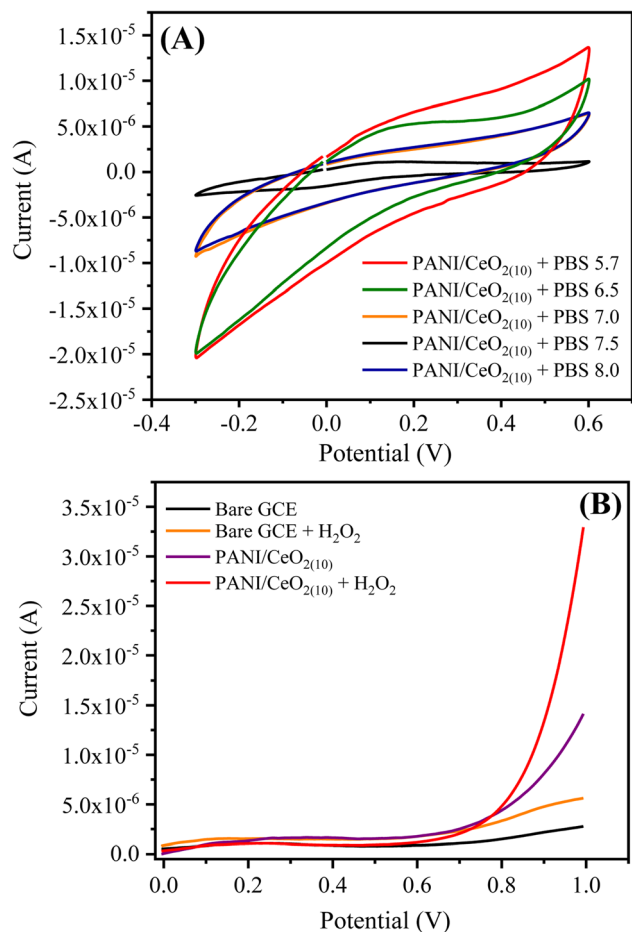 (A)
1.5x10⁻⁵
1.0x10⁻⁵
5.0x10⁻⁶
0.0
-5.0x10⁻⁶
-1.0x10⁻⁵
-1.5x10⁻⁵
-2.0x10⁻⁵
-2.5x10⁻⁵
Current (A)
PANI/CeO₂₍₁₀₎ + PBS 5.7
PANI/CeO₂₍₁₀₎ + PBS 6.5
PANI/CeO₂₍₁₀₎ + PBS 7.0
PANI/CeO₂₍₁₀₎ + PBS 7.5
PANI/CeO₂₍₁₀₎ + PBS 8.0
-0.4 -0.2 0.0 0.2 0.4 0.6
Potential (V)
(B)
Bare GCE
Bare GCE + H₂O₂
PANI/CeO₂₍₁₀₎
PANI/CeO₂₍₁₀₎ + H₂O₂
3.5x10⁻⁵
3.0x10⁻⁵
2.5x10⁻⁵
2.0x10⁻⁵
1.5x10⁻⁵
1.0x10⁻⁵
5.0x10⁻⁶
0.0
Current (A)
0.0 0.2 0.4 0.6 0.8 1.0
Potential (V)